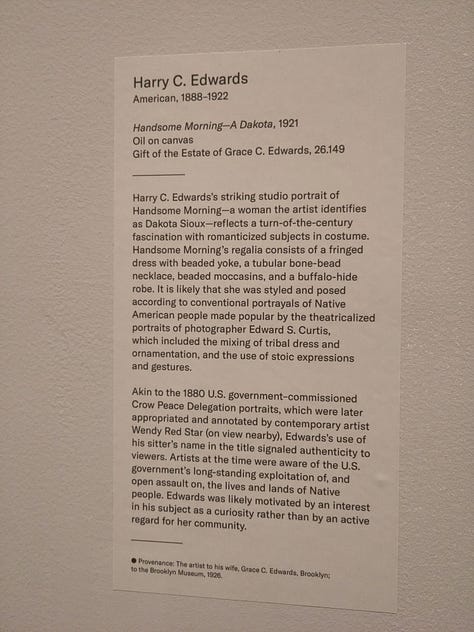 Harry C. Edwards
American, 1888–1922
Handsome Morning—A Dakota, 1921
Oil on canvas
Gift of the Estate of Grace C. Edwards, 26.149
Harry C. Edwards's striking studio portrait of
Handsome Morning—a woman the artist identifies
as Dakota Sioux—reflects a turn-of-the-century
fascination with romanticized subjects in costume.
Handsome Morning's regalia consists of a fringed
dress with beaded yoke, a tubular bone-bead
necklace, beaded moccasins, and a buffalo-hide
robe. It is likely that she was styled and posed
according to conventional portrayals of Native
American people made popular by the theatricalized
portraits of photographer Edward S. Curtis,
which included the mixing of tribal dress and
ornamentation, and the use of stoic expressions
and gestures.
Akin to the 1880 U.S. government–commissioned
Crow Peace Delegation portraits, which were later
appropriated and annotated by contemporary artist
Wendy Red Star (on view nearby), Edwards's use of
his sitter's name in the title signaled authenticity to
viewers. Artists at the time were aware of the U.S.
government's long-standing exploitation of, and
open assault on, the lives and lands of Native
people. Edwards was likely motivated by an interest
in his subject as a curiosity rather than by an active
regard for her community.
● Provenance: The artist to his wife, Grace C. Edwards, Brooklyn;
to the Brooklyn Museum, 1926.